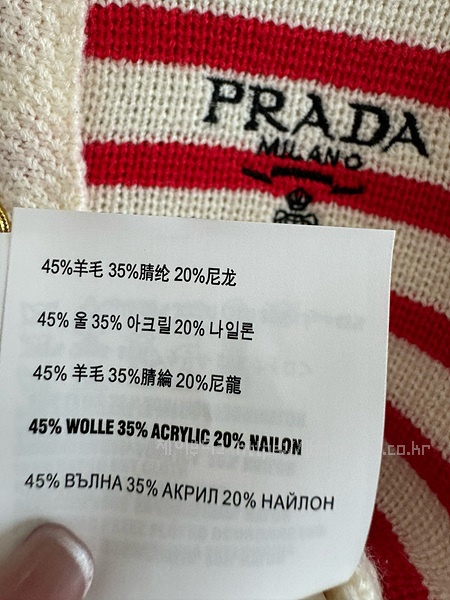 PRADA
MILANO
45%羊毛 35%腈纶 20%尼龙
45% 울 35% 아크릴 20% 나일론
45% 羊毛 35%腈綸 20%尼龍
45% WOLLE 35% ACRYLIC 20% NAILON
.co.kr
45% ВЪЛНА 35% АКРИЛ 20% НАЙЛОН